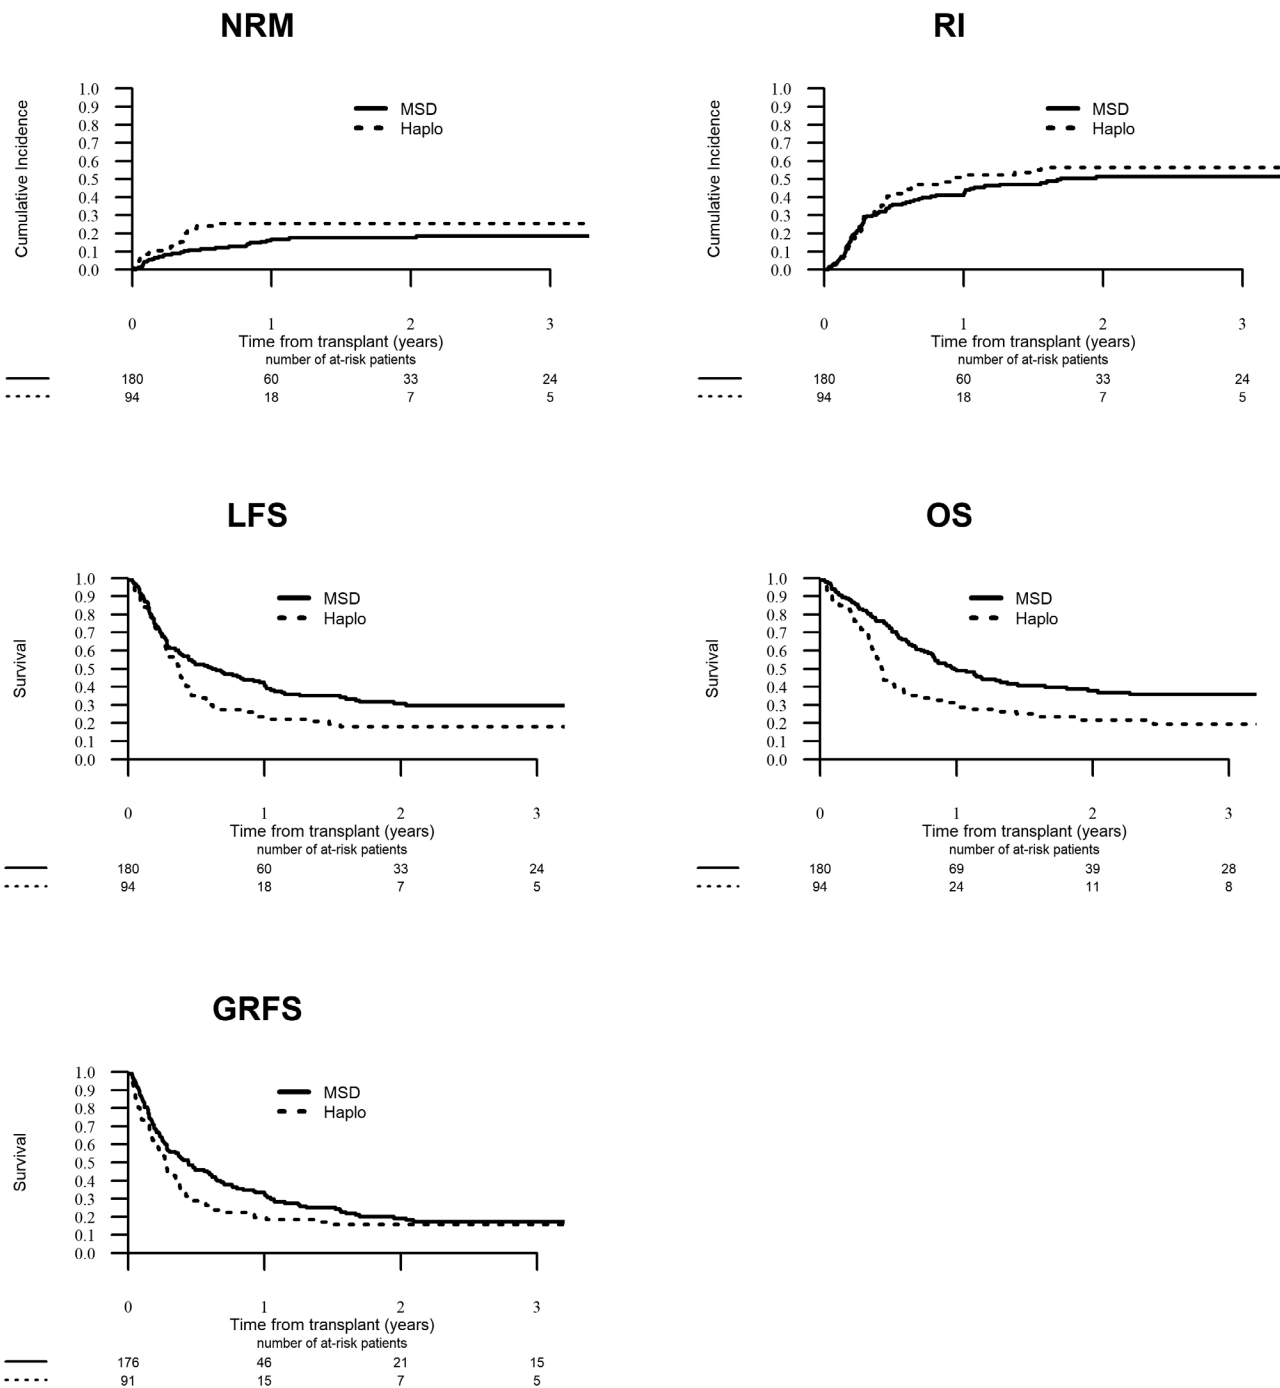 NRM
1.0
0.9
0.8
0.7
0.6
0.5
0.4
0.3
0.2
0.1
0.0
Cumulative Incidence
MSD
Haplo
0 1 2 3
Time from transplant (years)
number of at-risk patients
180 60 33 24
94 18 7 5
RI
1.0
0.9
0.8
0.7
0.6
0.5
0.4
0.3
0.2
0.1
0.0
Cumulative Incidence
MSD
Haplo
0 1 2 3
Time from transplant (years)
number of at-risk patients
180 60 33 24
94 18 7 5
LFS
1.0
0.9
0.8
0.7
0.6
0.5
0.4
0.3
0.2
0.1
0.0
Survival
MSD
Haplo
0 1 2 3
Time from transplant (years)
number of at-risk patients
180 60 33 24
94 18 7 5
OS
1.0
0.9
0.8
0.7
0.6
0.5
0.4
0.3
0.2
0.1
0.0
Survival
MSD
Haplo
0 1 2 3
Time from transplant (years)
number of at-risk patients
180 69 39 28
94 24 11 8
GRFS
1.0
0.9
0.8
0.7
0.6
0.5
0.4
0.3
0.2
0.1
0.0
Survival
MSD
Haplo
0 1 2 3
Time from transplant (years)
number of at-risk patients
176 46 21 15
91 15 7 5